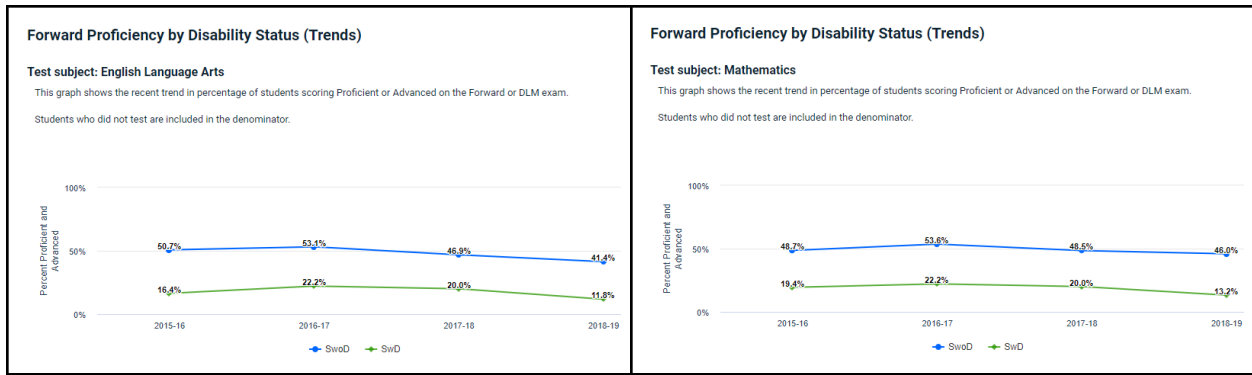 Forward Proficiency by Disability Status (Trends)
Test subject: English Language Arts
This graph shows the recent trend in percentage of students scoring Proficient or Advanced on the Forward or DLM exam.
Students who did not test are included in the denominator.
Percent Proficient and
Advanced
100%
50%
0%
50.7%
53.1%
46.9%
41.4%
16.4%
22.2%
20.0%
11.8%
2015-16
2016-17
2017-18
2018-19
SwoD
SwD
Forward Proficiency by Disability Status (Trends)
Test subject: Mathematics
This graph shows the recent trend in percentage of students scoring Proficient or Advanced on the Forward or DLM exam.
Students who did not test are included in the denominator.
Percent Proficient and
Advanced
100%
50%
0%
48.7%
53.6%
48.5%
46.0%
19.4%
22.2%
20.0%
13.2%
2015-16
2016-17
2017-18
2018-19
SwoD
SwD